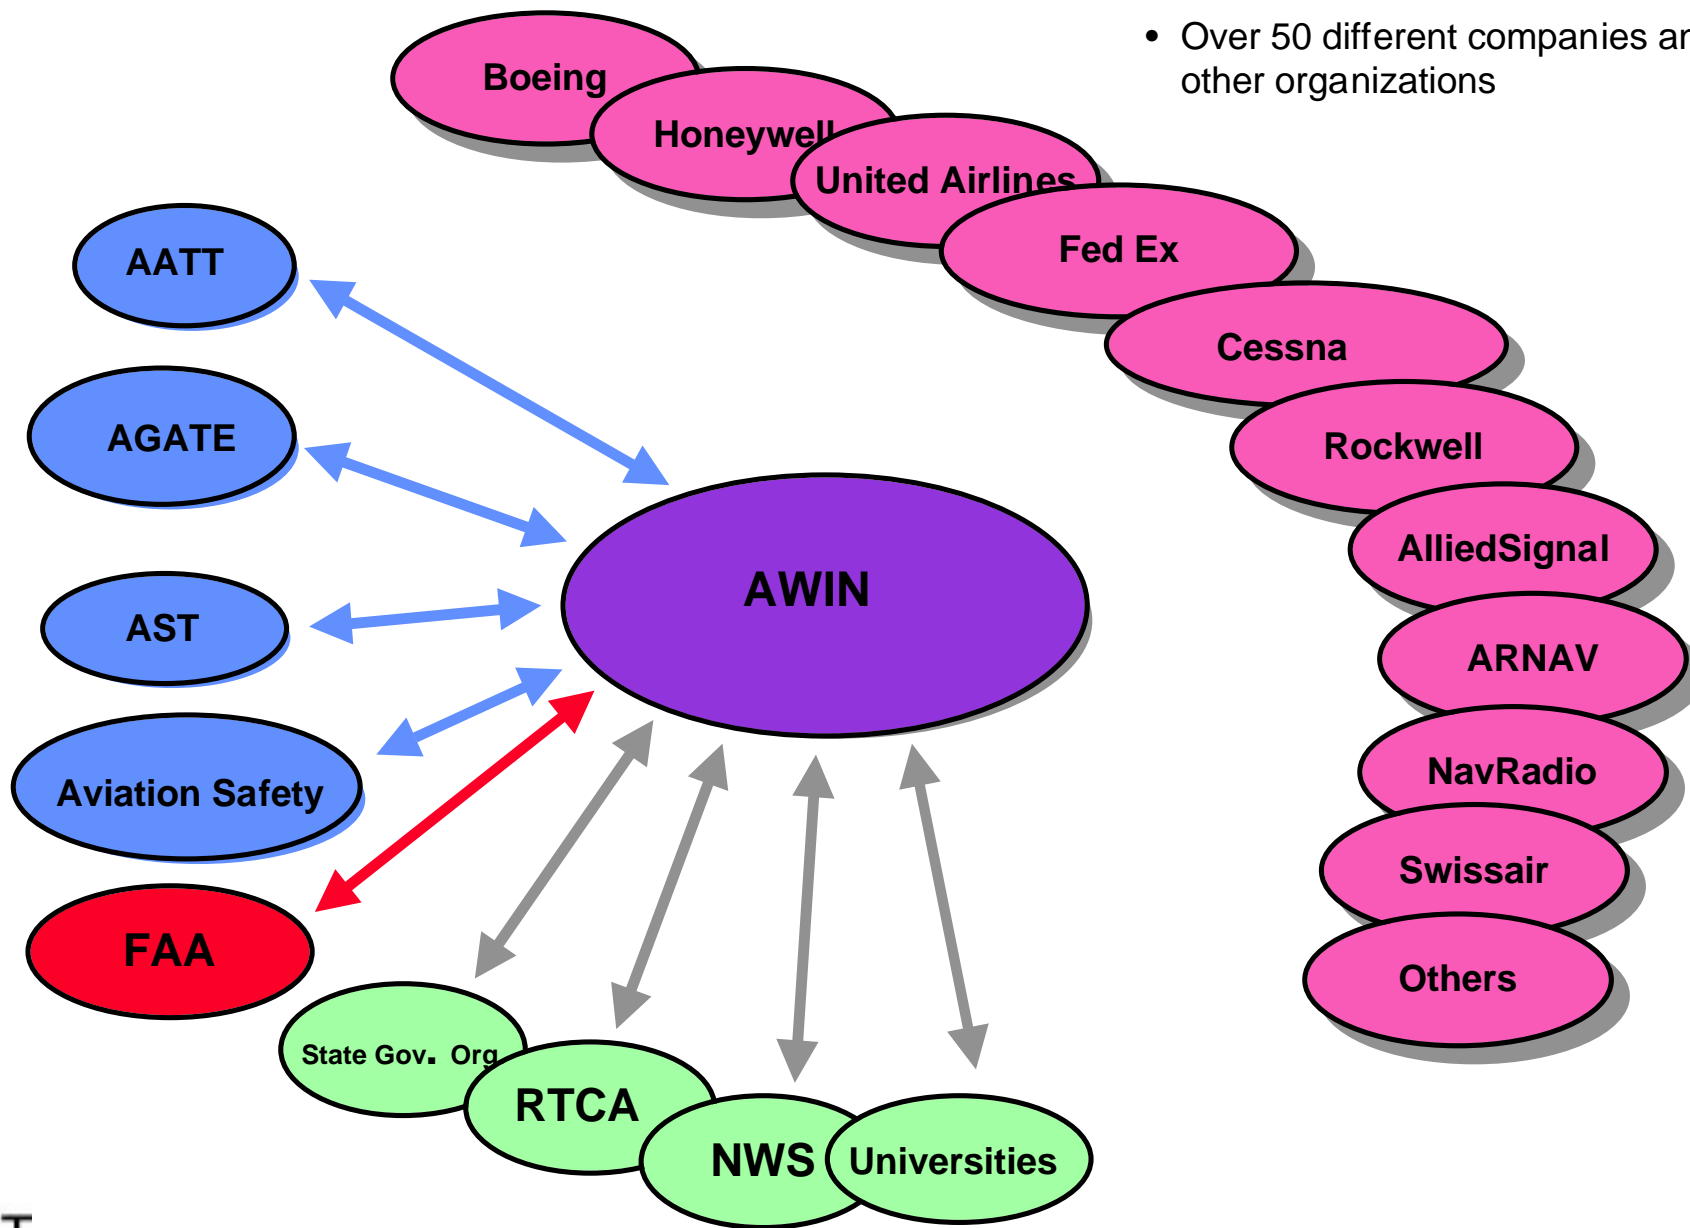 • Over 50 different companies
other organizations
Boeing
Honeywell
United Airlines
Fed Ex
Cessna
Rockwell
AlliedSignal
ARNAV
NavRadio
Swissair
Others
AATT
AGATE
AST
Aviation Safety
FAA
AWIN
State Gov. Org
RTCA
NWS
Universities